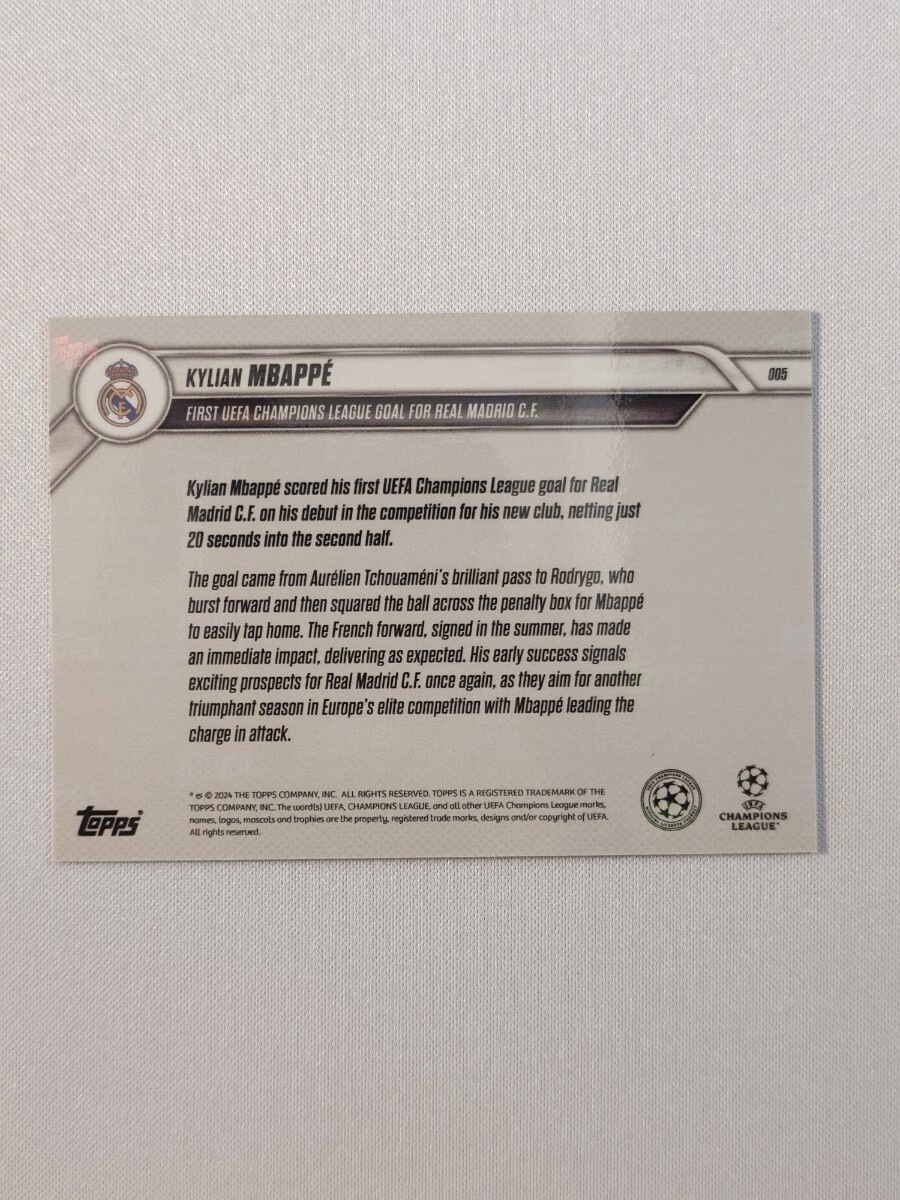 Topps
KYLIAN MBAPPÉ
005
FIRST UEFA CHAMPIONS LEAGUE GOAL FOR REAL MADRID C.F.
Kylian Mbappé scored his first UEFA Champions League goal for Real
Madrid C.F. on his debut in the competition for his new club, netting just
20 seconds into the second half.
The goal came from Aurélien Tchouaméni's brilliant pass to Rodrygo, who
burst forward and then squared the ball across the penalty box for Mbappé
to easily tap home. The French forward, signed in the summer, has made
an immediate impact, delivering as expected. His early success signals
exciting prospects for Real Madrid C.F. once again, as they aim for another
triumphant season in Europe's elite competition with Mbappé leading the
charge in attack.
® © 2024 THE TOPPS COMPANY, INC. ALL RIGHTS RESERVED. TOPPS IS A REGISTERED TRADEMARK OF THE
TOPPS COMPANY, INC. The word(s) UEFA, CHAMPIONS LEAGUE, and all other UEFA Champions League marks,
names, logos, mascots and trophies are the property, registered trade marks, designs and/or copyright of UEFA.
All rights reserved.
Topps®
UEFA CHAMPIONS LEAGUE
OFFICIAL LICENSED PRODUCT
UEFA
CHAMPIONS
LEAGUE®